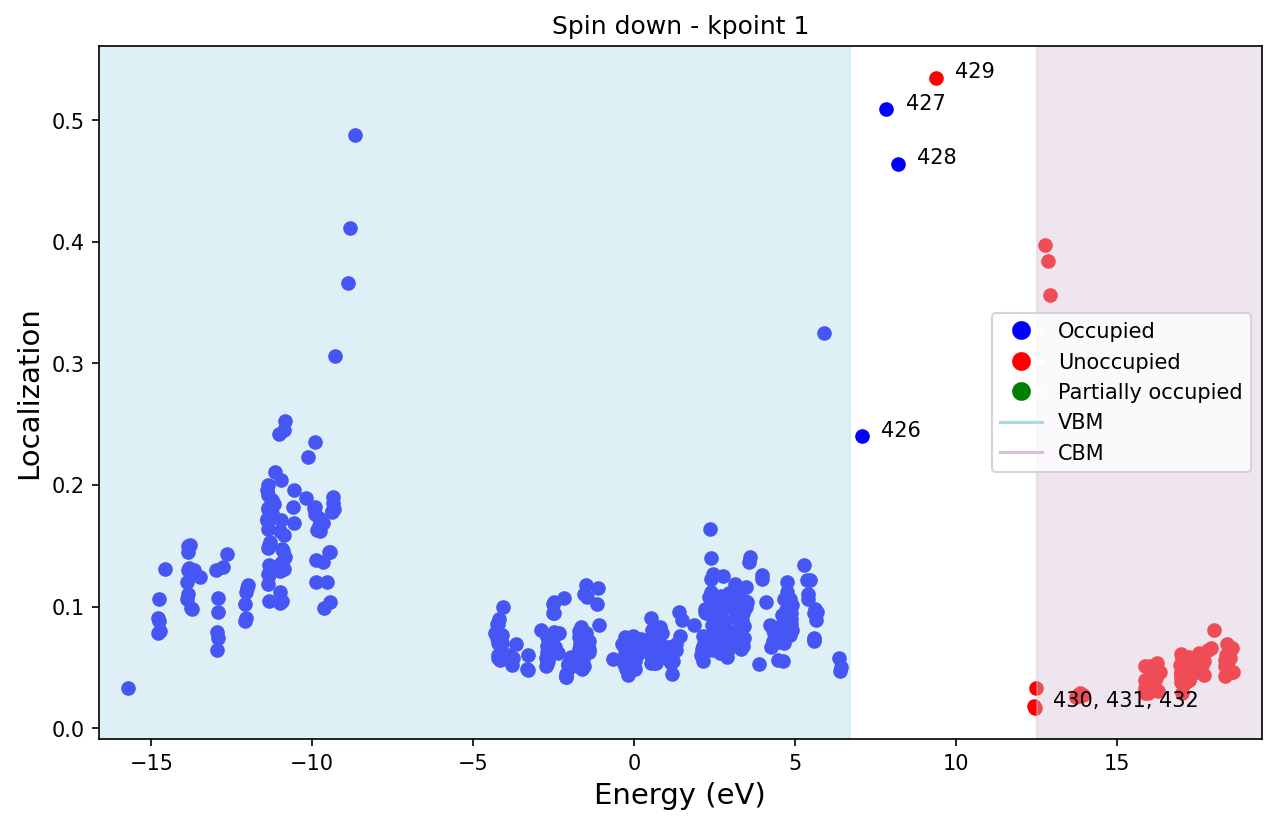 Spin down - kpoint 1
Localization
0.5
0.4
0.3
0.2
0.1
0.0
429
427
428
426
430, 431, 432
Occupied
Unoccupied
Partially occupied
VBM
CBM
−15
−10
−5
0
5
10
15
Energy (eV)